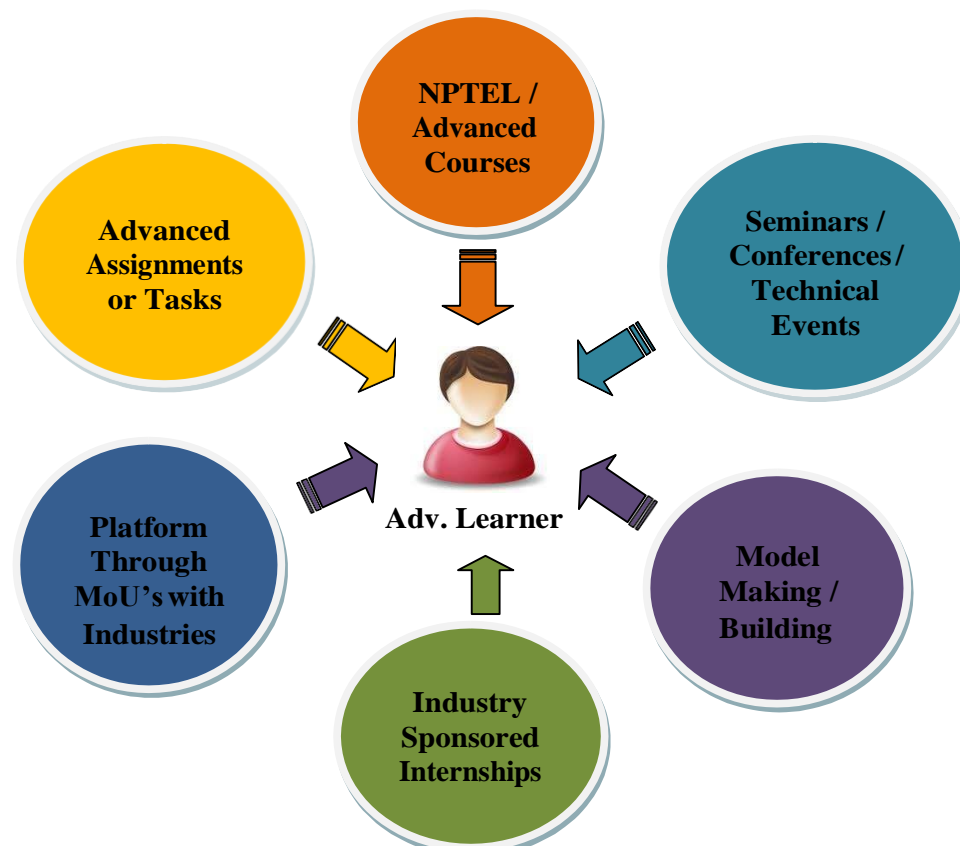 NPTEL /
Advanced
Courses
Seminars /
Conferences /
Technical
Events
Model
Making /
Building
Industry
Sponsored
Internships
Platform
Through
MoU's with
Industries
Advanced
Assignments
or Tasks
Adv. Learner